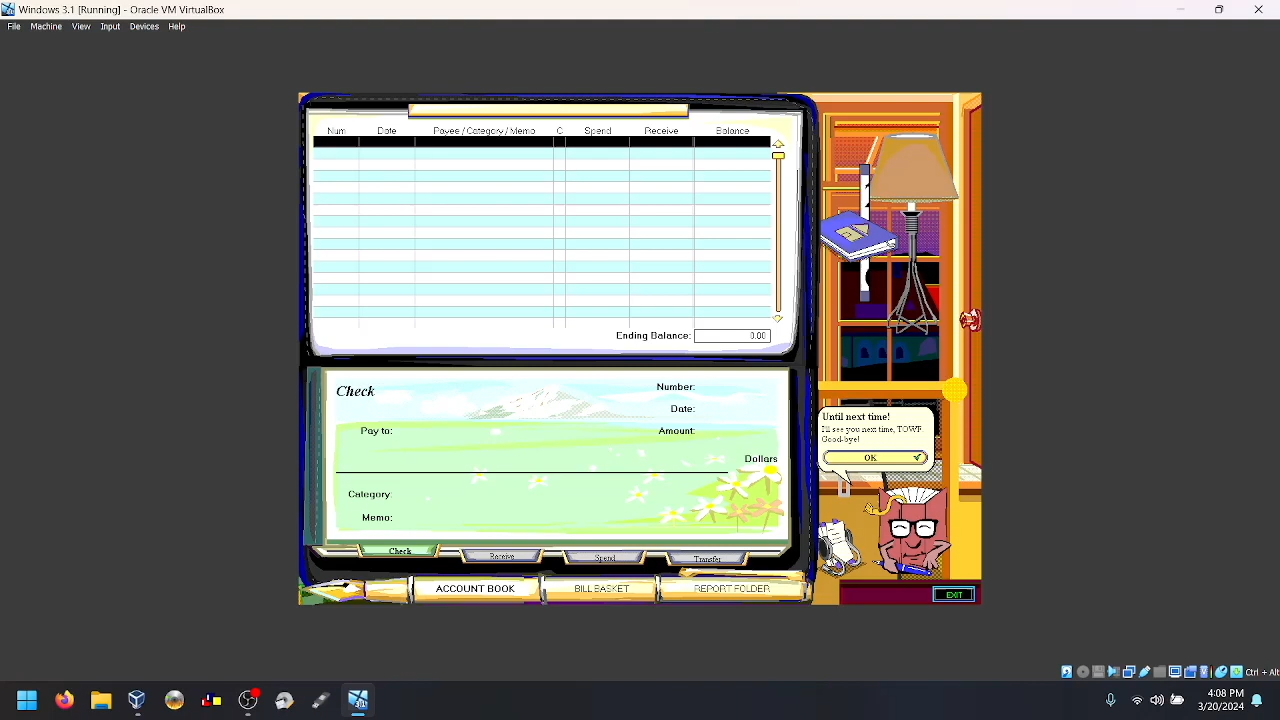 Windows 3.1 [Running] - Oracle VM VirtualBox
File Machine View Input Devices Help
Num Date Payee / Category / Memo C Spend Receive Balance
Ending Balance: 0.00
Check
Number:
Date:
Pay to: Amount:
Dollars
Category:
Memo:
Until next time!
I'll see you next time, TOWF.
Good-bye!
OK
Check Receive Spend Transfer
ACCOUNT BOOK BILL BASKET REPORT FOLDER
EXIT
Ctrl + Alt
4:08 PM
3/20/2024